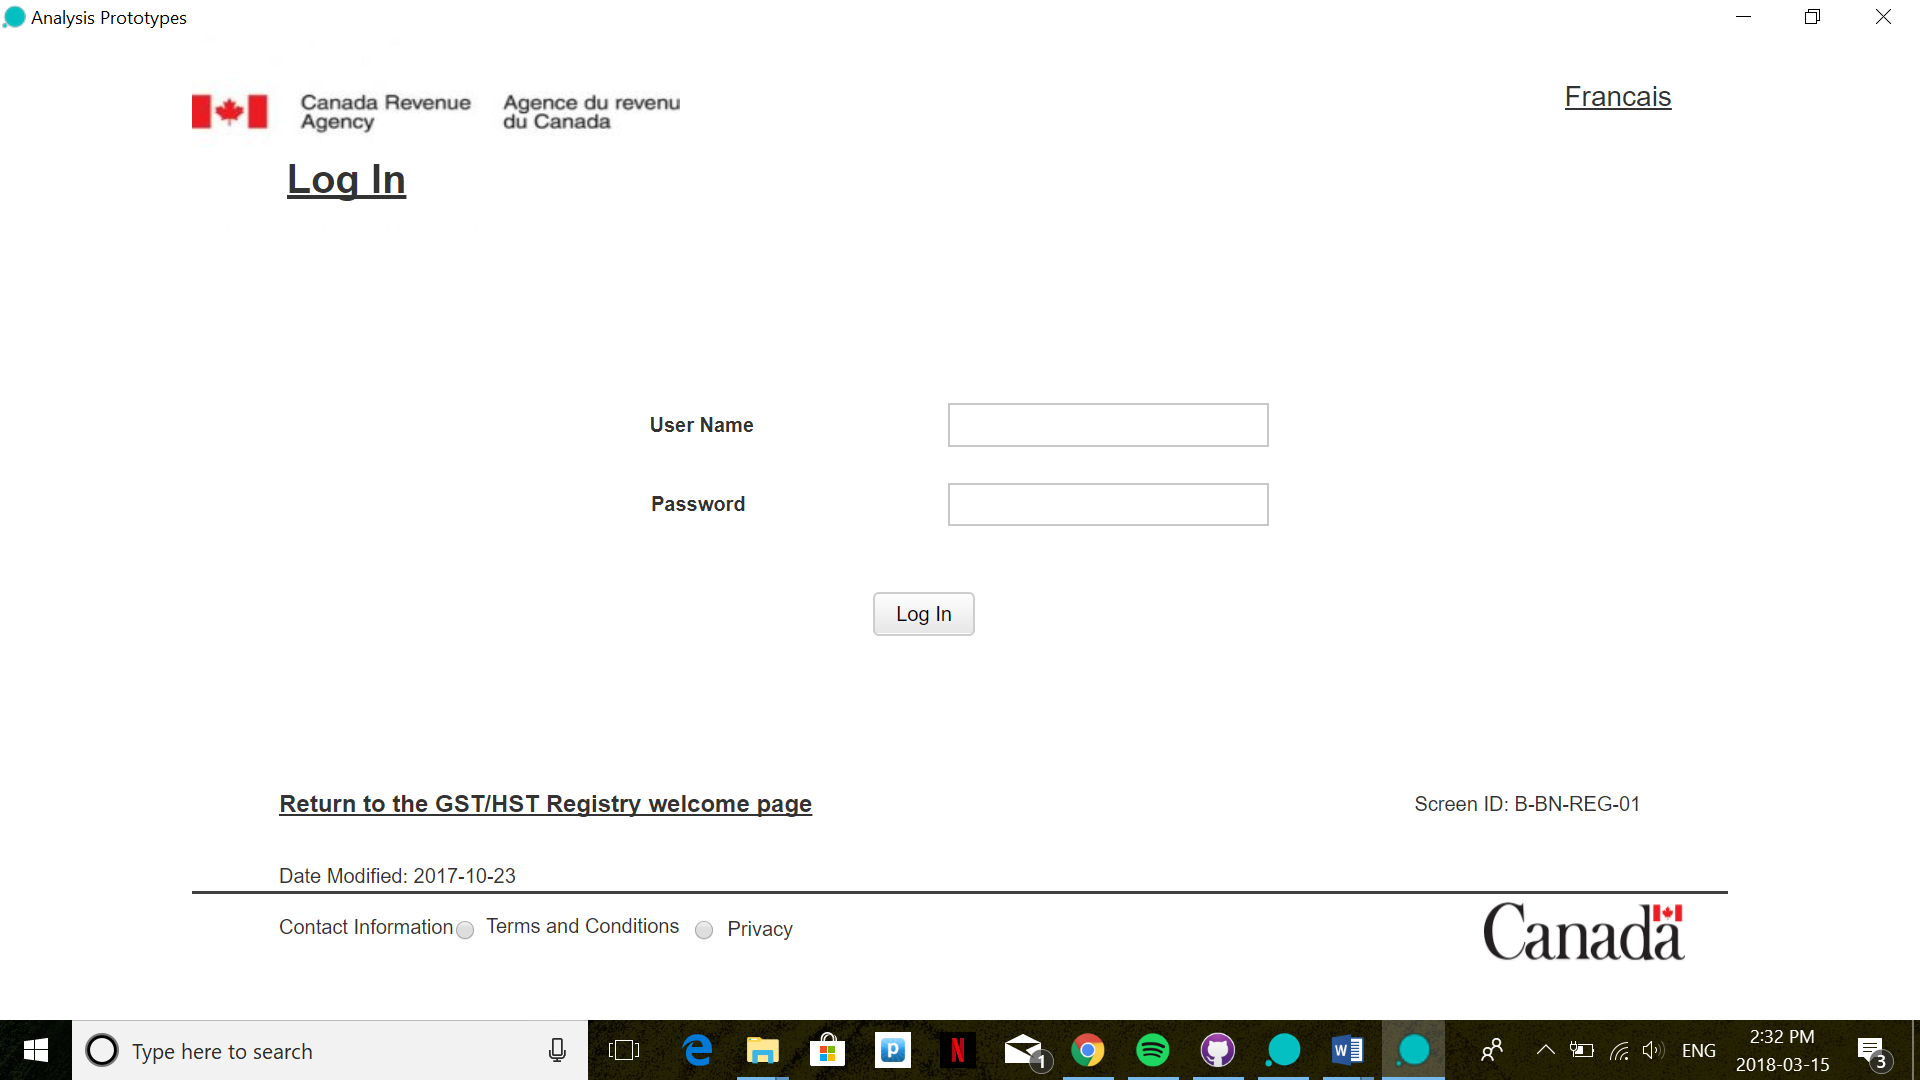 Analysis Prototypes
Canada Revenue Agence du revenu
Agency du Canada
Francais
Log In
User Name
Password
Log In
Return to the GST/HST Registry welcome page
Screen ID: B-BN-REG-01
Date Modified: 2017-10-23
Contact Information Terms and Conditions Privacy
Canada
Type here to search
1
ENG
2:32 PM
2018-03-15
3